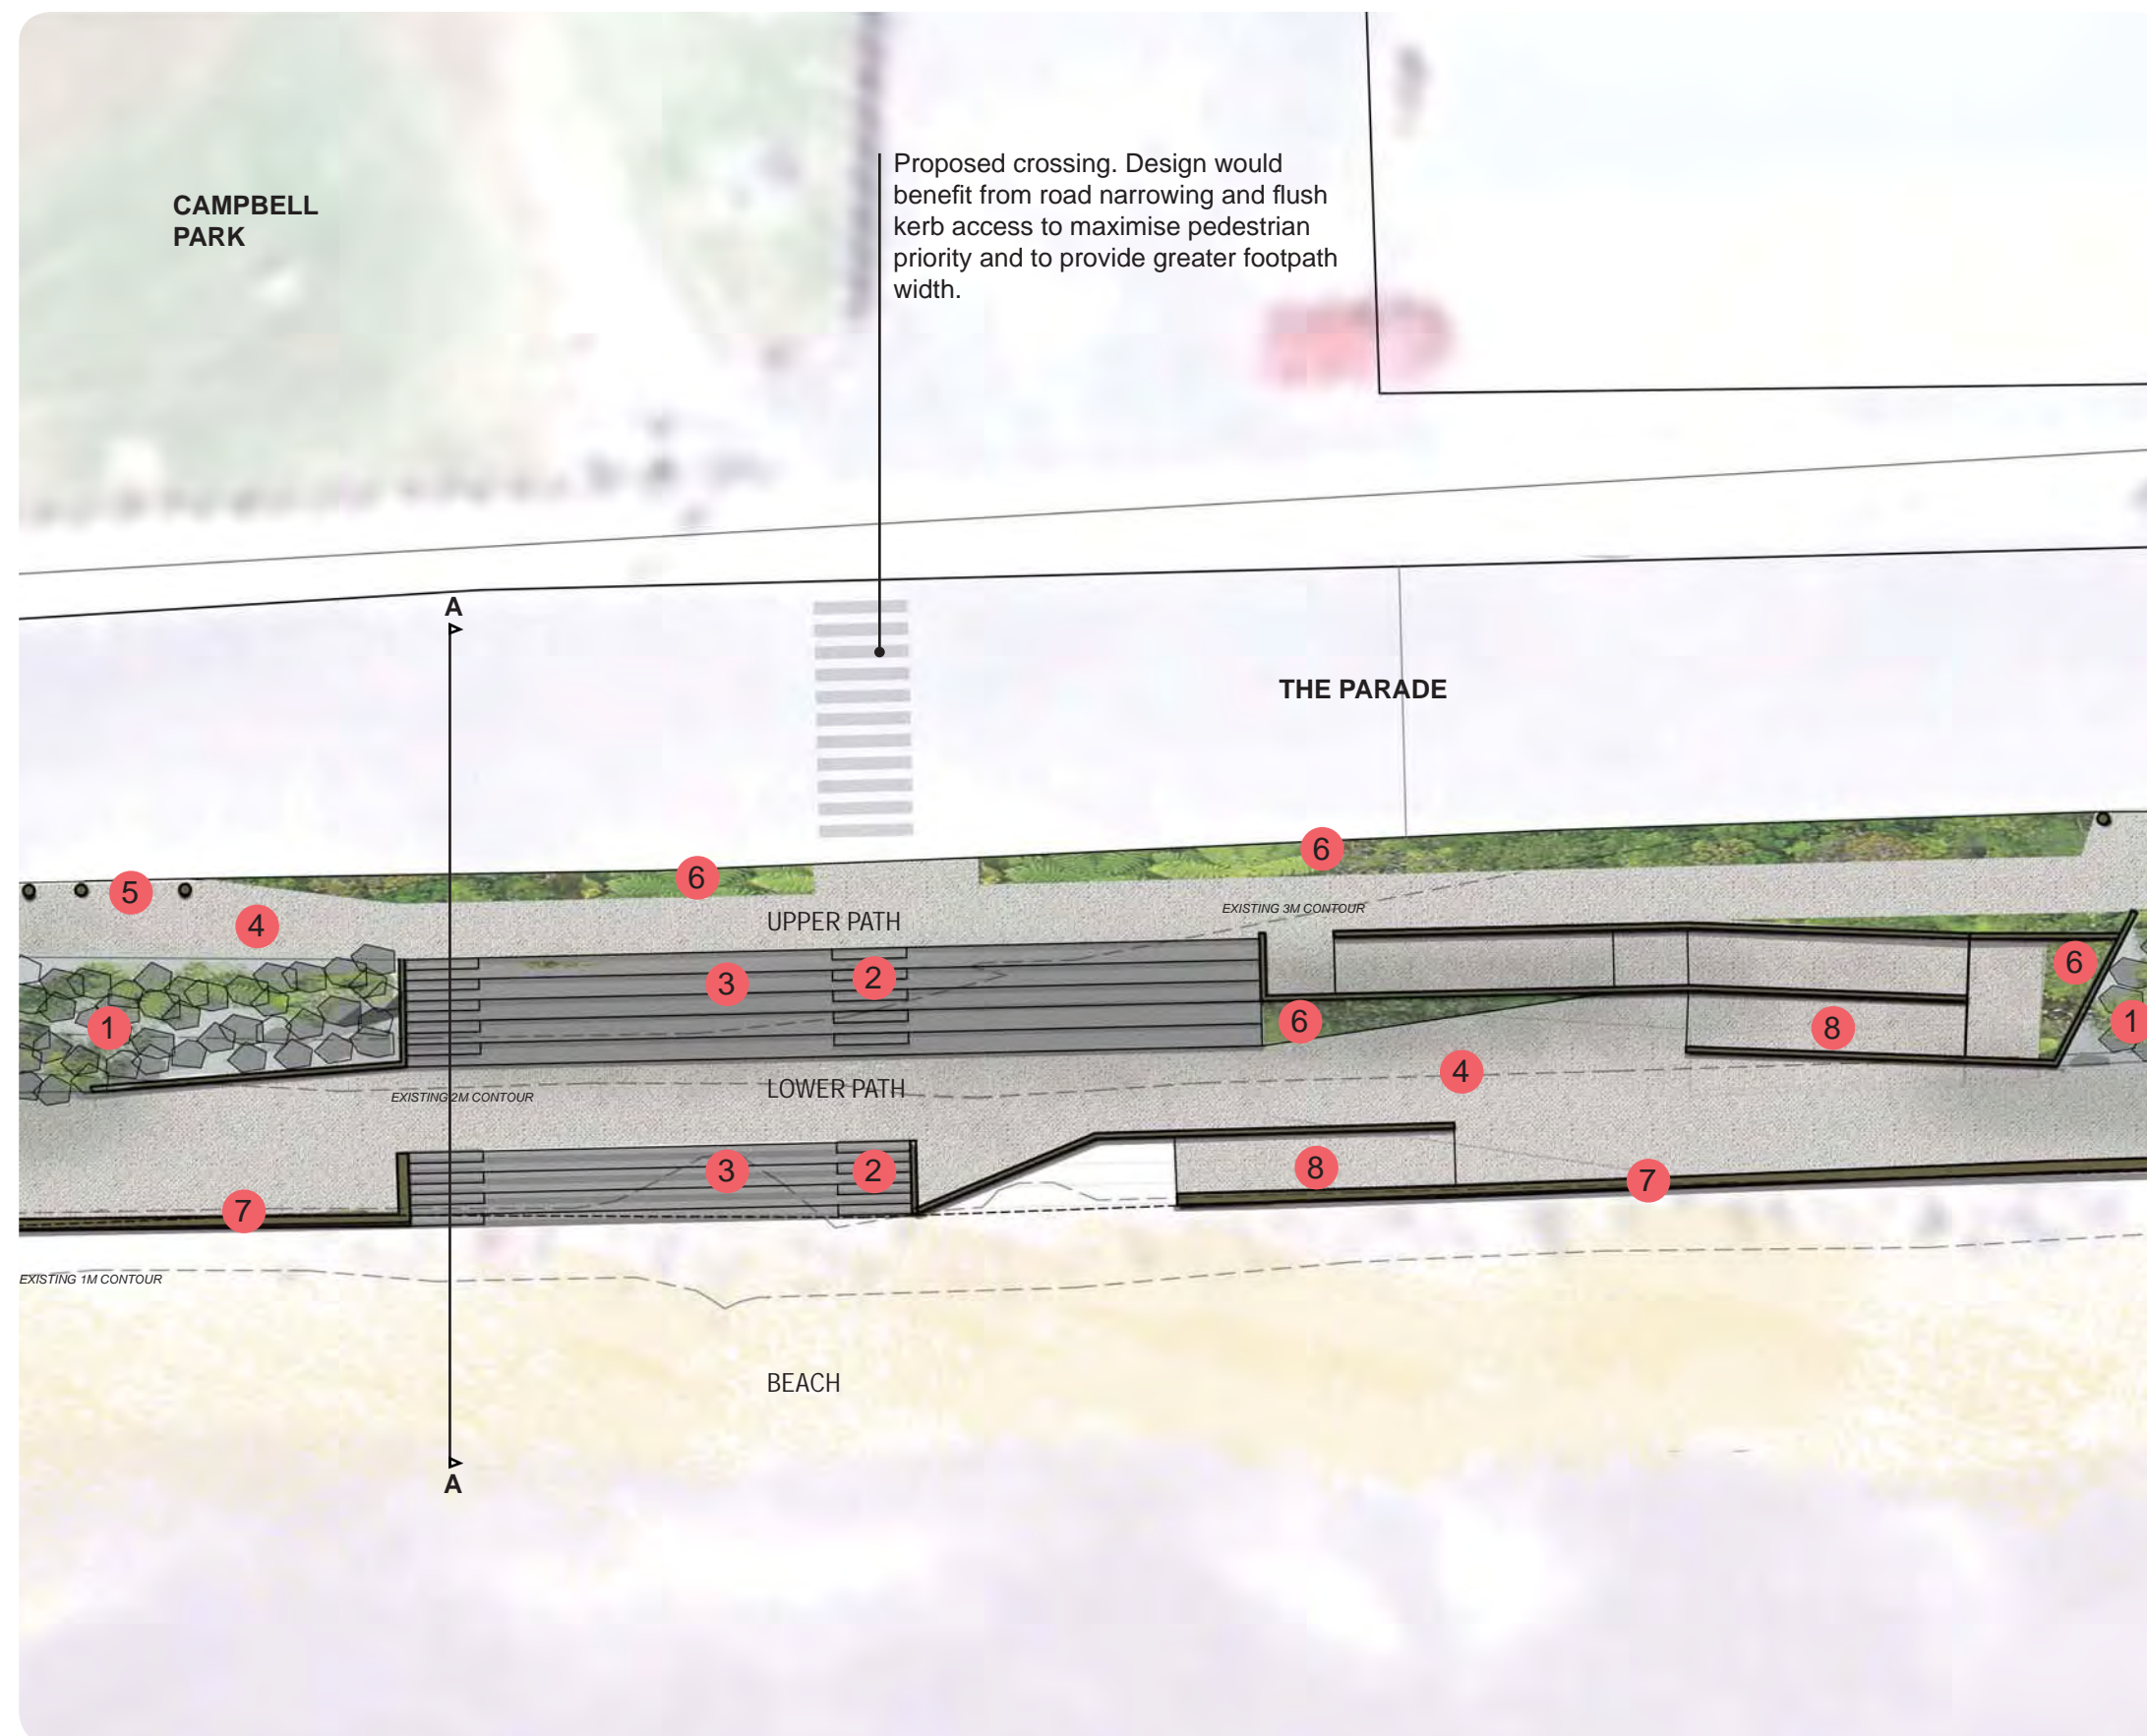 Proposed crossing. Design would
benefit from road narrowing and flush
kerb access to maximise pedestrian
priority and to provide greater footpath
width.
CAMPBELL
PARK
A
THE PARADE
6
6
5
4
UPPER PATH
EXISTING 3M CONTOUR
3
2
6
1
6
8
1
4
LOWER PATH
EXISTING 2M CONTOUR
3
2
8
7
7
EXISTING 1M CONTOUR
BEACH
A